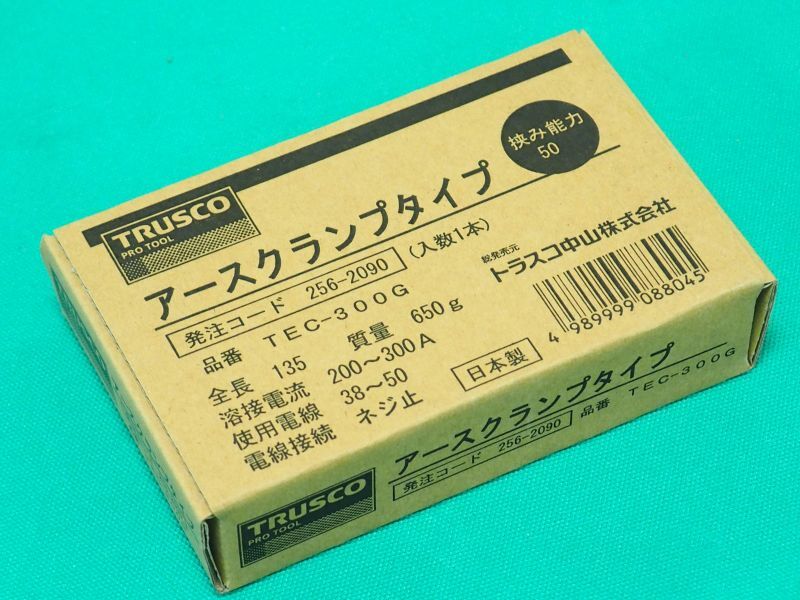 TRUSCO
PRO TOOL
挟み能力
50
アースクランプタイプ
(入数1本)
発注コード 256-2090
品番 TEC-300G
全長 135 質量 650g
溶接電流 200~300A
使用電線 38~50
電線接続 ネジ止
日本製
総発売元
トラスコ中山株式会社
4 989999 088045
TRUSCO
PRO TOOL
アースクランプタイプ
発注コード 256-2090 品番 TEC-300G